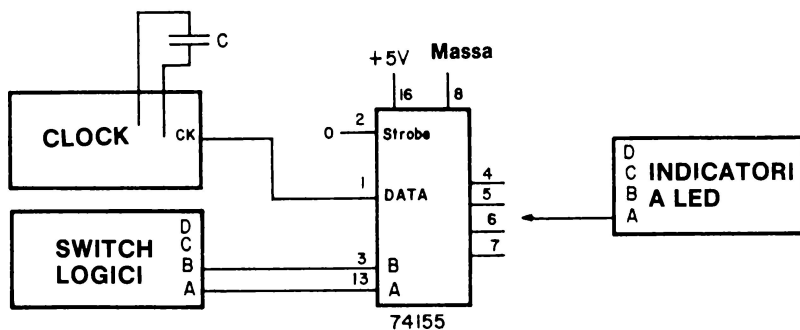 C
+5V
Massa
16
8
CLOCK
CK
0
2
Strobe
1
DATA
4
5
6
7
D
C
B
A
INDICATORI
A LED
SWITCH
LOGICI
D
C
B
A
3
B
13
A
74155